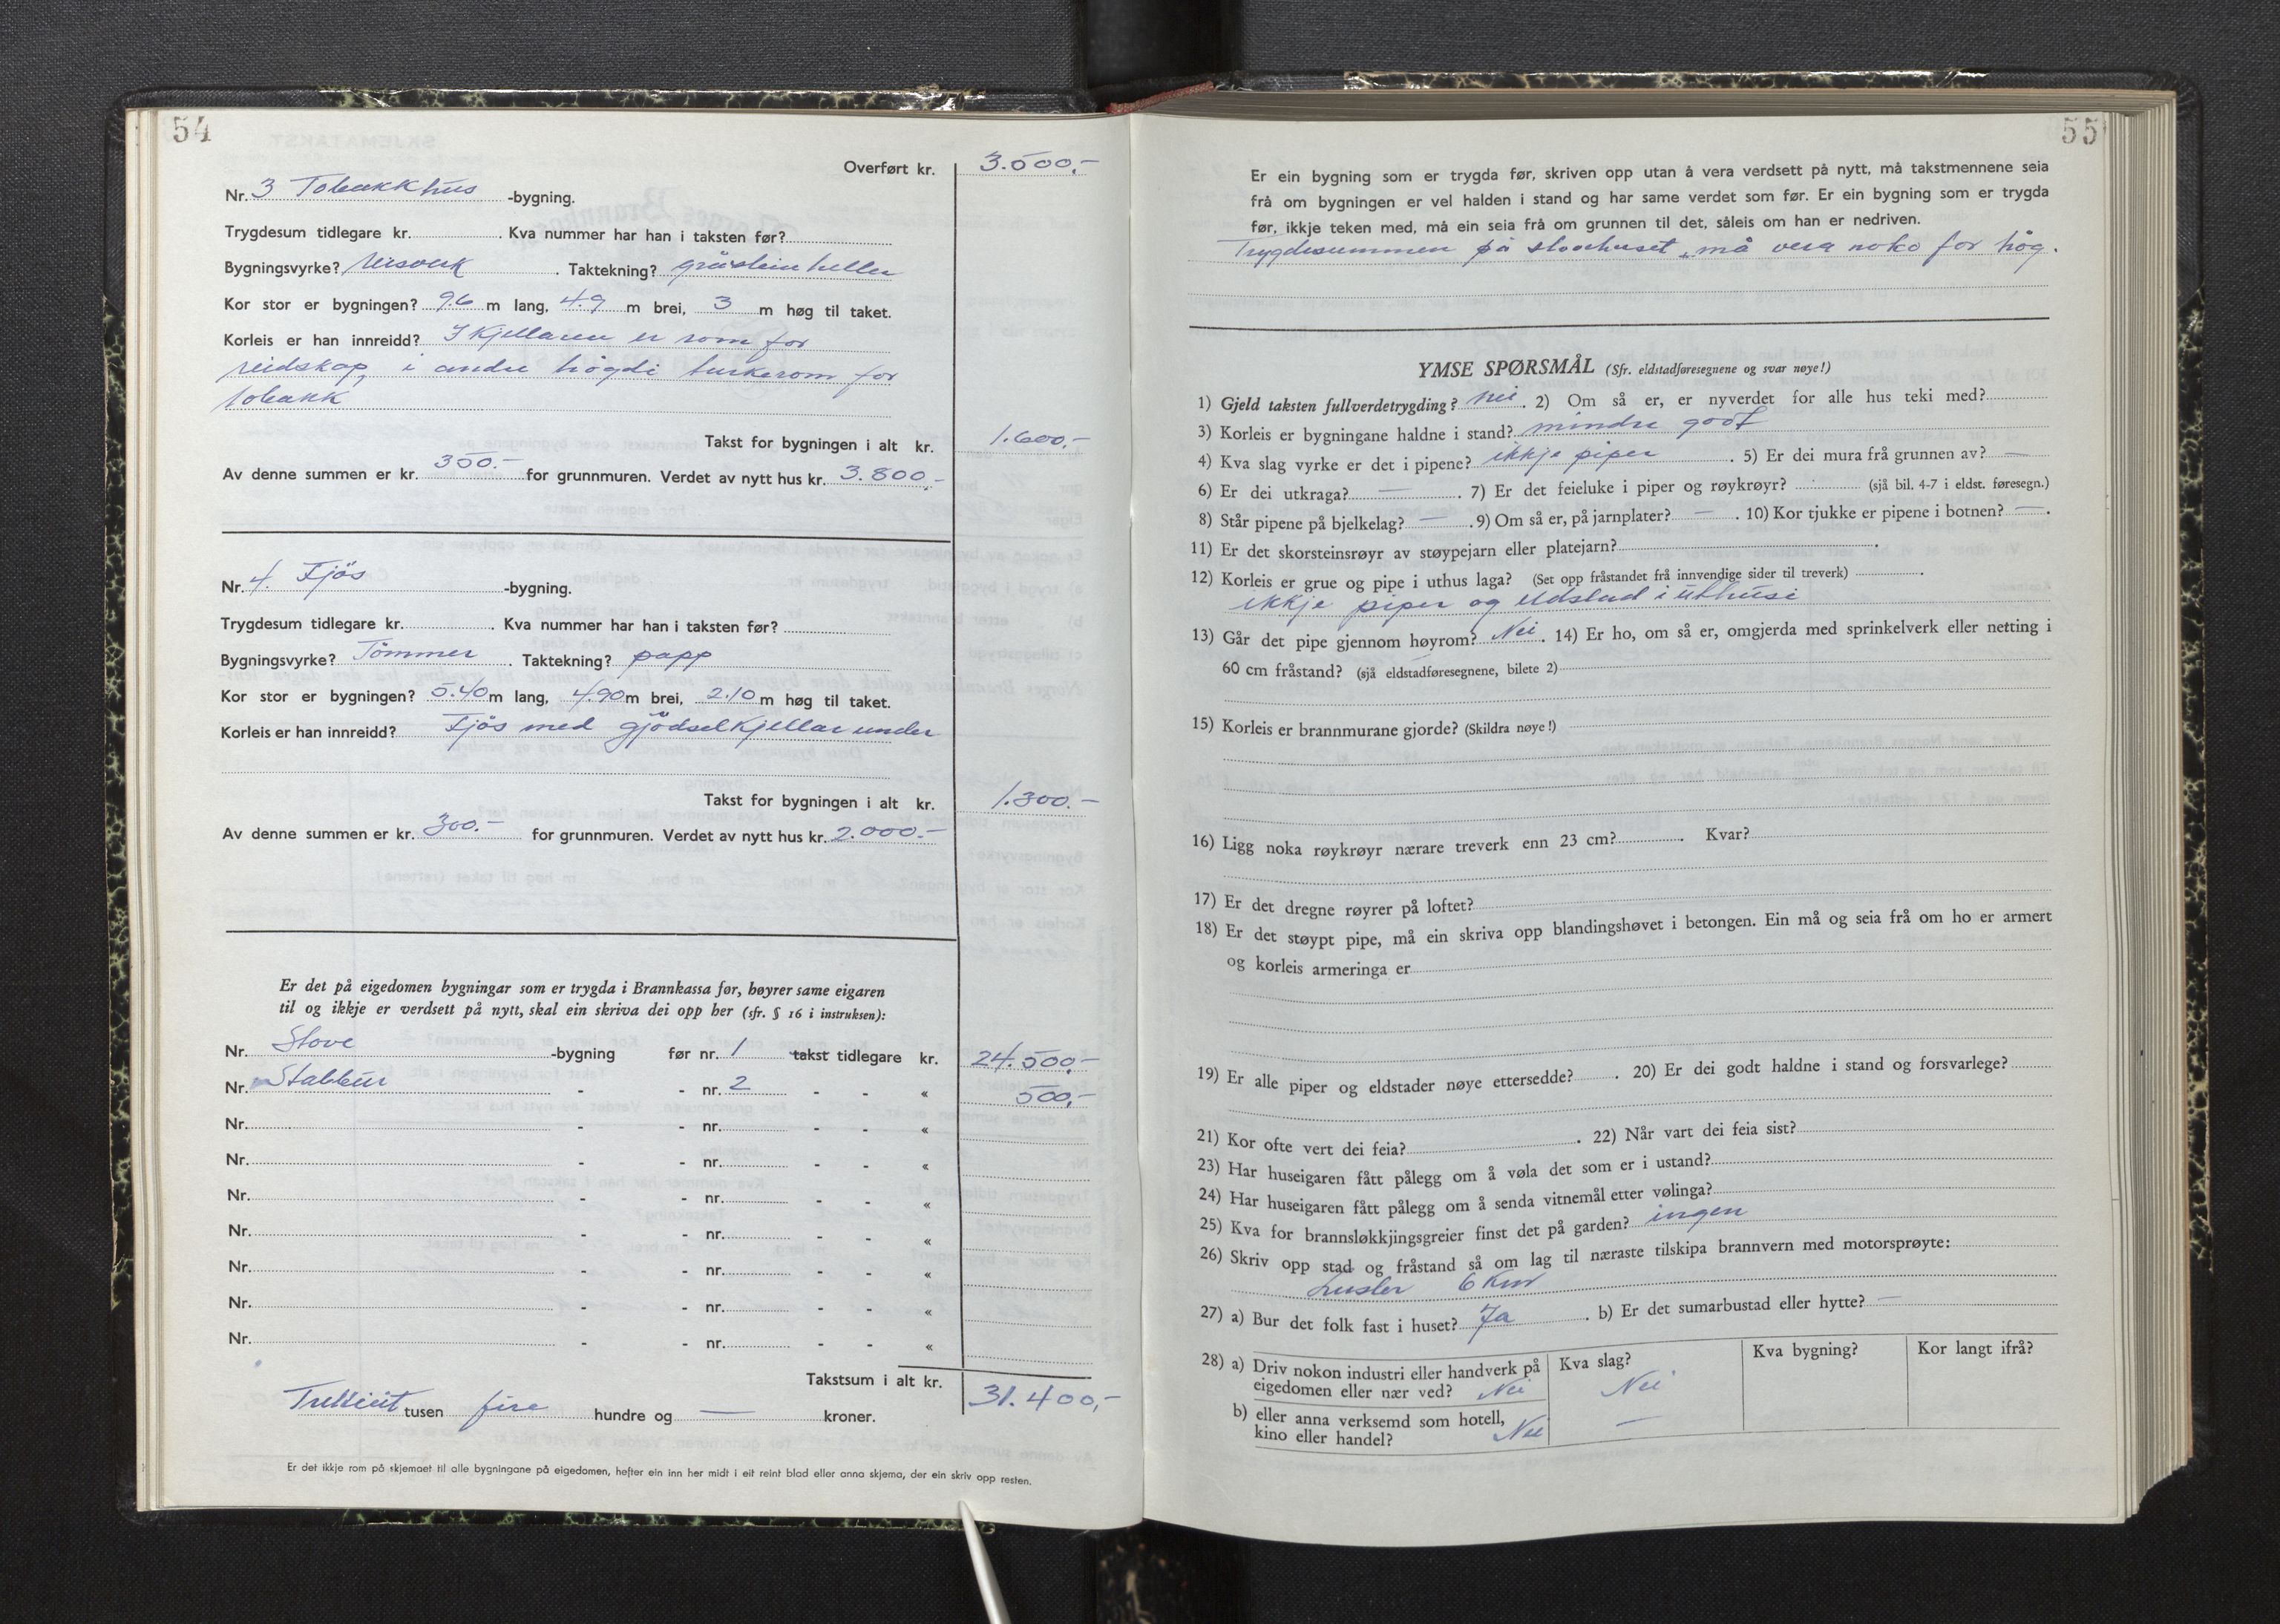 54
Overført kr. 3.500,-
Nr. 3 Tobakkhus -bygning.
Trygdesum tidlegare kr. Kva nummer har han i taksten før?
Bygningsvyrke? Reisverk. Taktekning? gråsteinheller
Kor stor er bygningen? 9.6 m lang, 4.9 m brei, 3 m høg til taket.
Korleis er han innreidd? I kjellaren er rom for
reidskap, i andre högdi turkerom for
tobakk
Takst for bygningen i alt kr. 1.600,-
Av denne summen er kr. 350.- for grunnmuren. Verdet av nytt hus kr. 3.800,-
Nr. 4. Fjös -bygning.
Trygdesum tidlegare kr. Kva nummer har han i taksten før?
Bygningsvyrke? Tömmer. Taktekning? papp
Kor stor er bygningen? 5.40 m lang, 4.90 m brei, 2.10 m høg til taket.
Korleis er han innreidd? Fjös med gjödselkjellar under
Takst for bygningen i alt kr. 1.300.-
Av denne summen er kr. 300.- for grunnmuren. Verdet av nytt hus kr. 2.000.-
Er det på eigedomen bygningar som er trygda i Brannkassa før, høyrer same eigaren
til og ikkje er verdsett på nytt, skal ein skriva dei opp her (sfr. § 16 i instruksen):
Nr. Stove -bygning før nr. 1 takst tidlegare kr. 24.500,-
Nr. Stabbur - - nr. 2 - - « 500,-
Nr. - - nr. - - «
Nr. - - nr. - - «
Nr. - - nr. - - «
Nr. - - nr. - - «
Nr. - - nr. - - «
Nr. - - nr. - - «
Nr. - - nr. - - «
Takstsum i alt kr. 31.400,-
tusen fire hundre og — kroner.
Er det ikkje rom på skjemaet til alle bygningane på eigedomen, hefter ein inn her midt i eit reint blad eller anna skjema, der ein skriv opp resten.
55
Er ein bygning som er trygda før, skriven opp utan å vera verdsett på nytt, må takstmennene seia
frå om bygningen er vel halden i stand og har same verdet som før. Er ein bygning som er trygda
før, ikkje teken med, må ein seia frå om grunnen til det, såleis om han er nedriven.
Trygdesummen på må vera noko for hög.
YMSE SPØRSMÅL (Sfr. eldstadføresegnene og svar nøye!)
1) Gjeld taksten fullverdetrygding? nei. 2) Om så er, er nyverdet for alle hus teki med?
3) Korleis er bygningane haldne i stand? mindre godt
4) Kva slag vyrke er det i pipene? ikkje piper. 5) Er dei mura frå grunnen av? —
6) Er dei utkraga? —. 7) Er det feieluke i piper og røykrøyr? (sjå bil. 4-7 i eldst. føresegn.)
8) Står pipene på bjelkelag? —. 9) Om så er, på jarnplater? —. 10) Kor tjukke er pipene i botnen? —.
11) Er det skorsteinsrøyr av støypejarn eller platejarn?
12) Korleis er grue og pipe i uthus laga? (Set opp fråstandet frå innvendige sider til treverk)
ikkje piper og eldstad i uthusi
13) Går det pipe gjennom høyrom? Nei. 14) Er ho, om så er, omgjerda med sprinkelverk eller netting i
60 cm fråstand? (sjå eldstadføresegnene, bilete 2)
15) Korleis er brannmurane gjorde? (Skildra nøye!)
16) Ligg noka røykrøyr nærare treverk enn 23 cm? Kvar?
17) Er det dregne røyrer på loftet?
18) Er det støypt pipe, må ein skriva opp blandingshøvet i betongen. Ein må og seia frå om ho er armert
og korleis armeringa er
19) Er alle piper og eldstader nøye ettersedde?. 20) Er dei godt haldne i stand og forsvarlege?
21) Kor ofte vert dei feia?. 22) Når vart dei feia sist?
23) Har huseigaren fått pålegg om å vøla det som er i ustand?
24) Har huseigaren fått pålegg om å senda vitnemål etter vølinga?
25) Kva for brannsløkkjingsgreier finst det på garden? ingen
26) Skriv opp stad og fråstand så om lag til næraste tilskipa brannvern med motorsprøyte:
Luster 6 Km
27) a) Bur det folk fast i huset? Ja. b) Er det sumarbustad eller hytte? —
28) a) Driv nokon industri eller handverk på
eigedomen eller nær ved? Nei
Kva slag?
Nei
Kva bygning?
Kor langt ifrå?
b) eller anna verksemd som hotell,
kino eller handel? Nei
—